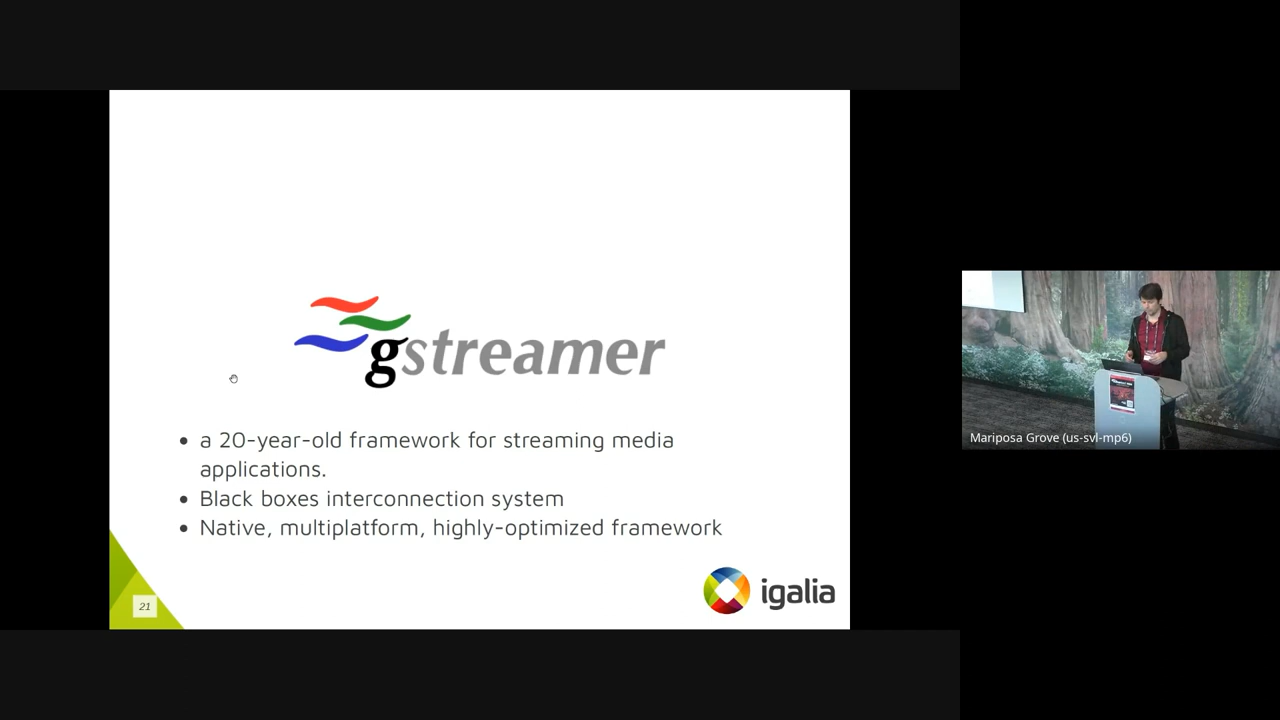 gstreamer
• a 20-year-old framework for streaming media
applications.
• Black boxes interconnection system
• Native, multiplatform, highly-optimized framework
21
igalia
Mariposa Grove (us-svl-mp6)